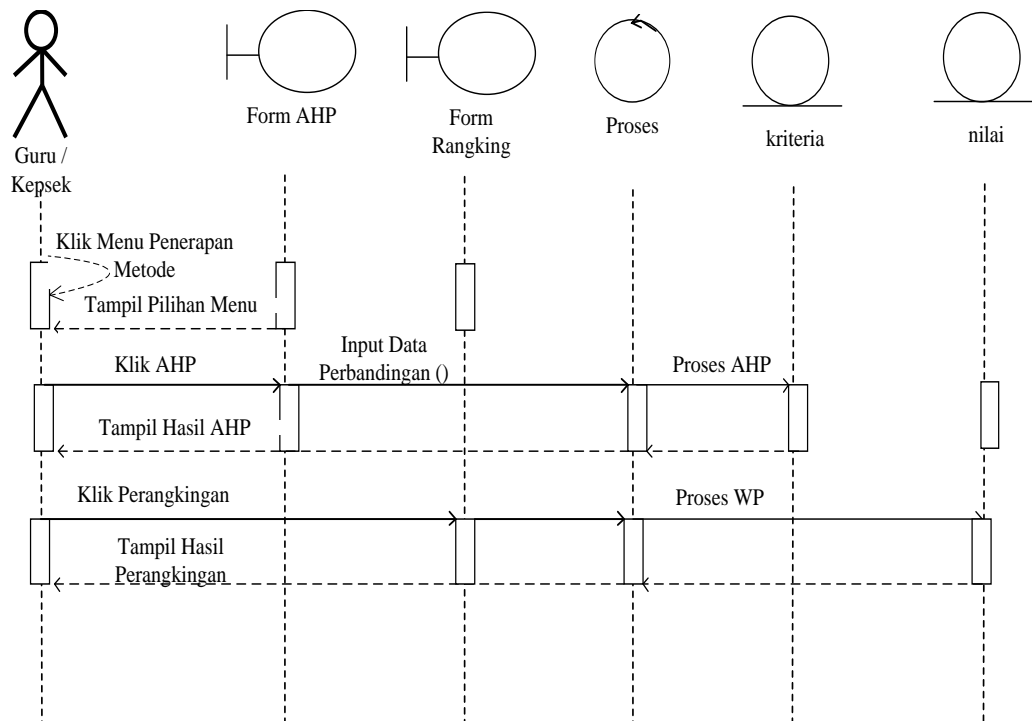 Guru /
Kepsek
Form AHP
Form
Rangking
Proses
kriteria
nilai
Klik Menu Penerapan
Metode
Tampil Pilihan Menu
Klik AHP
Input Data
Perbandingan ()
Proses AHP
Tampil Hasil AHP
Klik Perangkingan
Proses WP
Tampil Hasil
Perangkingan